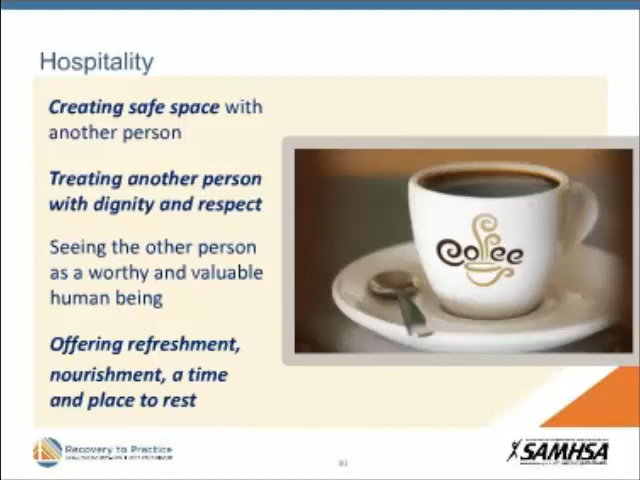 Hospitality
Creating safe space with
another person
Treating another person
with dignity and respect
Seeing the other person
as a worthy and valuable
human being
Offering refreshment,
nourishment, a time
and place to rest
Coffee
Recovery to Practice
SAMHSA